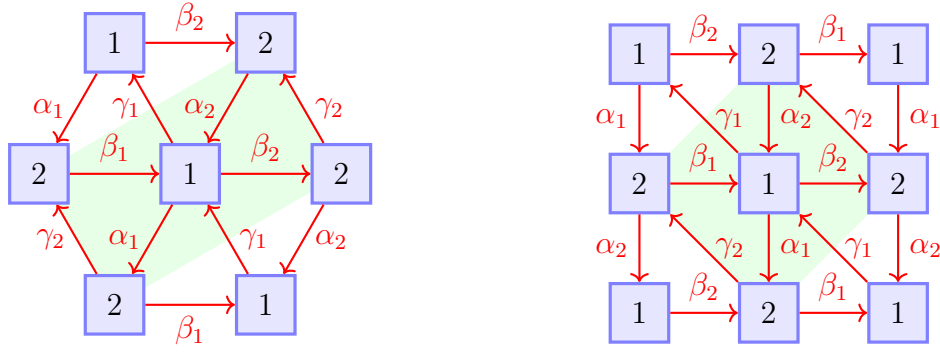 β₂
1 2
α₁ γ₁ α₂ γ₂
β₁ β₂
2 1 2
γ₂ α₁ γ₁ α₂
2 1
β₁
β₂ β₁
1 2 1
α₁ γ₁ α₂ γ₂ α₁
β₁ β₂
2 1 2
α₂ γ₂ α₁ γ₁ α₂
β₂ β₁
1 2 1